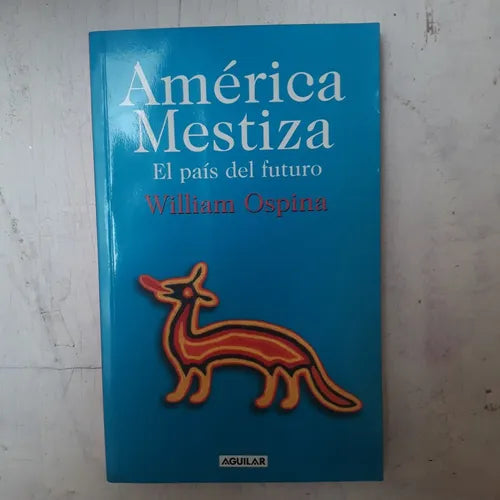 América
Mestiza
El país del futuro
William Ospina
AGUILAR